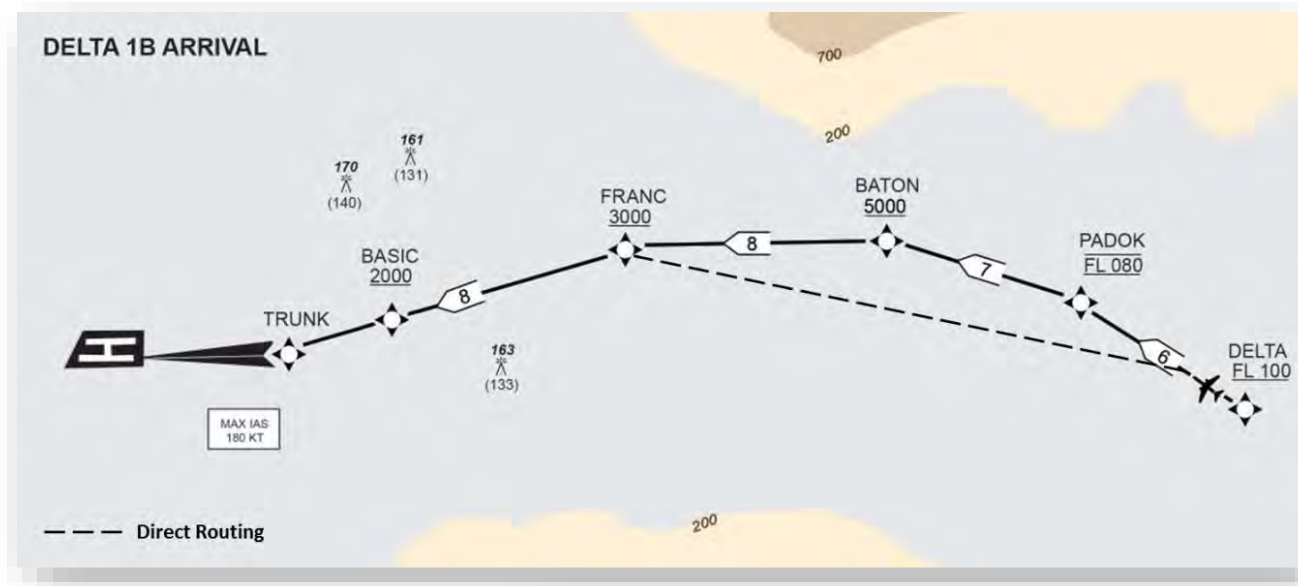 DELTA 1B ARRIVAL
700
200
161
(131)
170
(140)
FRANC
3000
BATON
5000
8
PADOK
FL 080
7
BASIC
2000
8
TRUNK
H
163
(133)
6
DELTA
FL 100
MAX IAS
180 KT
Direct Routing
200